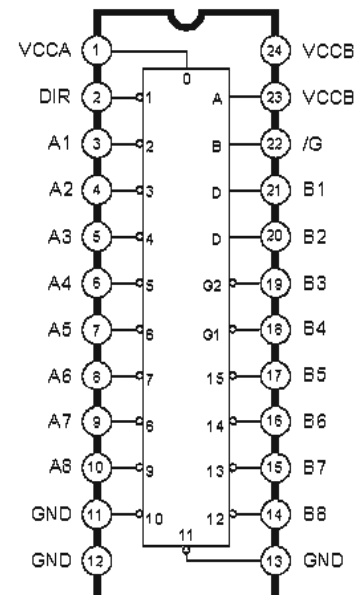 VCCA 1 24 VCCB
0
DIR 2 1 A 23 VCCB
A1 3 2 B 22 /G
A2 4 3 D 21 B1
A3 5 4 D 20 B2
A4 6 5 G2 19 B3
A5 7 6 G1 18 B4
A6 8 7 15 17 B5
A7 9 8 14 16 B6
A8 10 9 13 15 B7
GND 11 10 12 14 B8
11
GND 12 13 GND